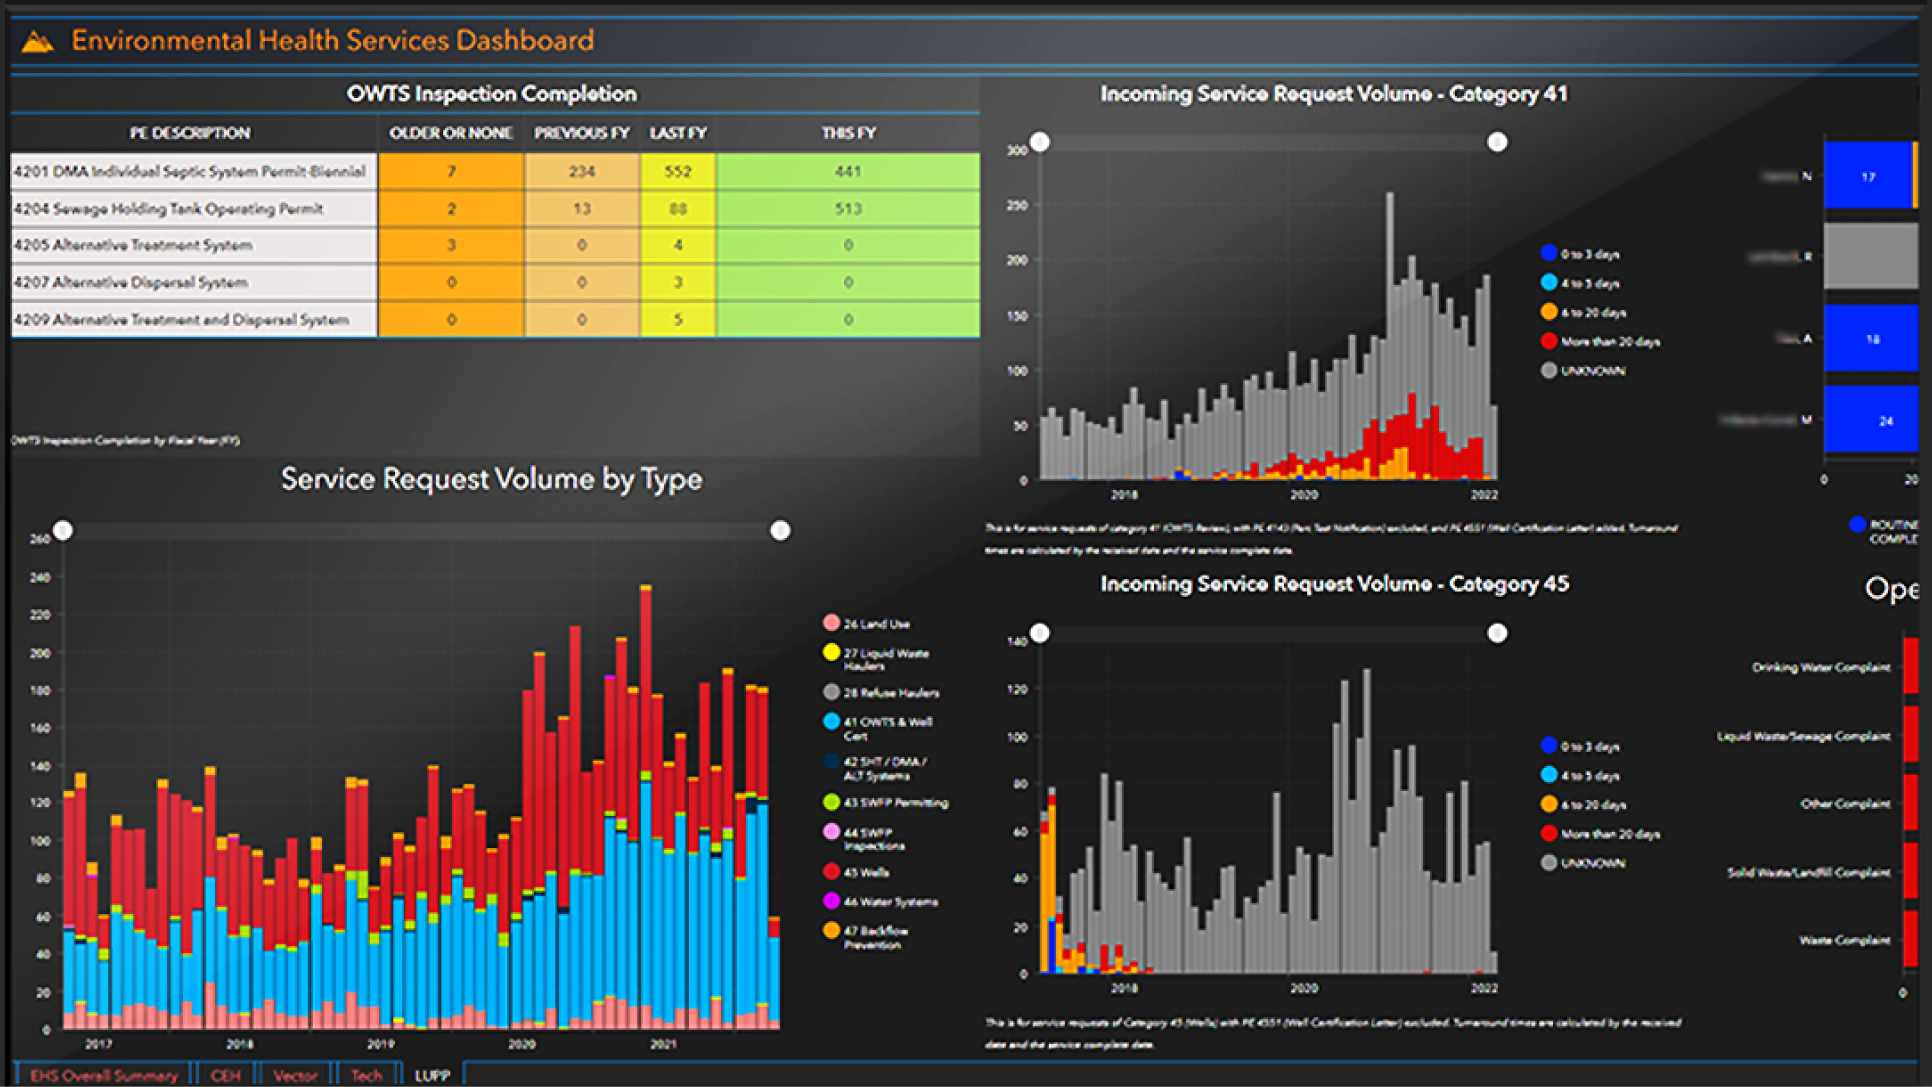 Environmental Health Services Dashboard
OWTS Inspection Completion
PE DESCRIPTION OLDER OR NONE PREVIOUS FY LAST FY THIS FY
4201 DMA Individual Septic System Permit-Biennial 7 234 552 441
4204 Sewage Holding Tank Operating Permit 2 13 88 513
4205 Alternative Treatment System 3 0 4 0
4207 Alternative Dispersal System 0 0 3 0
4209 Alternative Treatment and Dispersal System 0 0 5 0
OWTS Inspection Completion by Fiscal Year (FY)
Service Request Volume by Type
260
240
220
200
180
160
140
120
100
80
60
40
20
0
2017 2018 2019 2020 2021
26 Land Use
27 Liquid Waste
Haulers
28 Refuse Haulers
41 OWTS & Well
Cert
42 SHT / DMA /
ALT Systems
43 SWFP Permitting
44 SWFP
Inspections
45 Wells
46 Water Systems
47 Backflow
Prevention
Incoming Service Request Volume - Category 41
300
250
200
150
100
50
0
2018 2020 2022
0 to 3 days
4 to 5 days
6 to 20 days
More than 20 days
UNKNOWN
This is for service requests of category 41 (OWTS Review), with PE 4143 (Perc Test Notification) excluded, and PE 4551 (Well Certification Letter) added. Turnaround
times are calculated by the received date and the service complete date.
Incoming Service Request Volume - Category 45
140
120
100
80
60
40
20
0
2018 2020 2022
0 to 3 days
4 to 5 days
6 to 20 days
More than 20 days
UNKNOWN
This is for service requests of Category 45 (Wells) with PE 4551 (Well Certification Letter) excluded. Turnaround times are calculated by the received
date and the service complete date.
N 17
R
A 18
M 24
0 20
ROUTINE
COMPLE
Ope
Drinking Water Complaint
Liquid Waste/Sewage Complaint
Other Complaint
Solid Waste/Landfill Complaint
Waste Complaint
0
EHS Overall Summary CEH Vector Tech LUPP